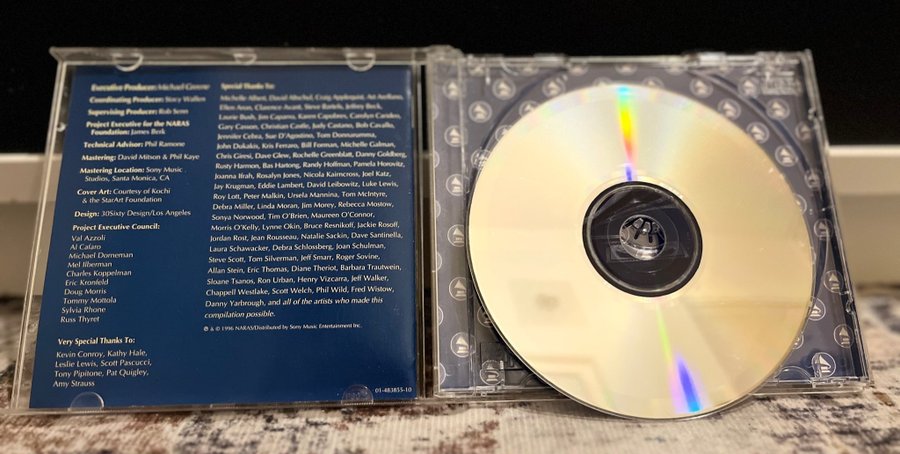 Executive Producer: Michael Greene
Coordinating Producer: Stacy Wallen
Supervising Producer: Rob Senn
Project Executive for the NARAS
Foundation: James Berk
Technical Advisor: Phil Ramone
Mastering: David Mitson & Phil Kaye
Mastering Location: Sony Music
Studios, Santa Monica, CA
Cover Art: Courtesy of Kochi
& the StarArt Foundation
Design: 30Sixty Design/Los Angeles
Project Executive Council:
Val Azzoli
Al Cafaro
Michael Dorneman
Mel Ilberman
Charles Koppelman
Eric Kronfeld
Doug Morris
Tommy Mottola
Sylvia Rhone
Russ Thyret
Very Special Thanks To:
Kevin Conroy, Kathy Hale,
Leslie Lewis, Scott Pascucci,
Tony Pipitone, Pat Quigley,
Amy Strauss
Special Thanks To:
Michelle Albert, David Altschul, Craig Applequist, Art Arellano,
Ellen Arras, Clarence Avant, Steve Bartels, Jeffrey Beck,
Laurie Bush, Jim Caparro, Karen Capobres, Carolyn Carideo,
Gary Casson, Christian Castle, Judy Castano, Bob Cavallo,
Jennifer Cebra, Sue D'Agostino, Tom Donnarumma,
John Dukakis, Kris Ferraro, Bill Forman, Michelle Galman,
Chris Giresi, Dave Glew, Rochelle Greenblatt, Danny Goldberg,
Rusty Harmon, Bas Hartong, Randy Hoffman, Pamela Horovitz,
Joanna Ifrah, Rosalyn Jones, Nicola Kairncross, Joel Katz,
Jay Krugman, Eddie Lambert, David Leibowitz, Luke Lewis,
Roy Lott, Peter Malkin, Ursela Mannina, Tom McIntyre,
Debra Miller, Linda Moran, Jim Morey, Rebecca Mostow,
Sonya Norwood, Tim O'Brien, Maureen O'Connor,
Morris O'Kelly, Lynne Okin, Bruce Resnikoff, Jackie Rosoff,
Jordan Rost, Jean Rousseau, Natalie Sackin, Dave Santinella,
Laura Schawacker, Debra Schlossberg, Joan Schulman,
Steve Scott, Tom Silverman, Jeff Smarr, Roger Sovine,
Allan Stein, Eric Thomas, Diane Theriot, Barbara Trautwein,
Sloane Tsanos, Ron Urban, Henry Vizcarra, Jeff Walker,
Chappell Westlake, Scott Welch, Phil Wild, Fred Wistow,
Danny Yarbrough, and all of the artists who made this
compilation possible.
℗ & © 1996 NARAS/Distributed by Sony Music Entertainment Inc.
01-483855-10